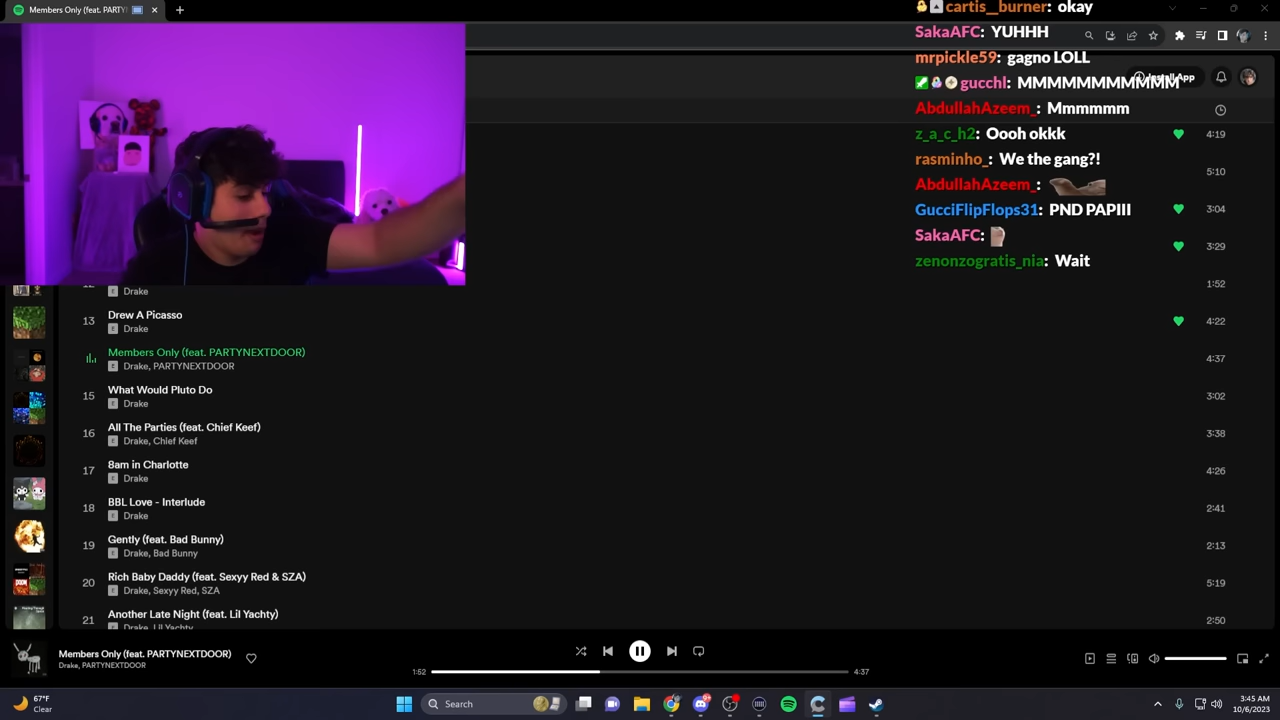 Members Only (feat. PARTY
cartis__burner: okay
SakaAFC: YUHHH
mrpickle59: gagno LOLL
gucchl: MMMMMMMMMMM
Install App
AbdullahAzeem_: Mmmmmm
z_a_c_h2: Oooh okkk
4:19
rasminho_: We the gang?!
5:10
AbdullahAzeem_:
GucciFlipFlops31: PND PAPIII
3:04
SakaAFC:
3:29
zenonzogratis_nia: Wait
1:52
E Drake
13
Drew A Picasso
E Drake
4:22
Members Only (feat. PARTYNEXTDOOR)
E Drake, PARTYNEXTDOOR
4:37
15
What Would Pluto Do
E Drake
3:02
16
All The Parties (feat. Chief Keef)
E Drake, Chief Keef
3:38
17
8am in Charlotte
E Drake
4:26
18
BBL Love - Interlude
E Drake
2:41
19
Gently (feat. Bad Bunny)
E Drake, Bad Bunny
2:13
20
Rich Baby Daddy (feat. Sexyy Red & SZA)
E Drake, Sexyy Red, SZA
5:19
21
Another Late Night (feat. Lil Yachty)
E Drake, Lil Yachty
2:50
Members Only (feat. PARTYNEXTDOOR)
Drake, PARTYNEXTDOOR
1:52
4:37
67°F
Clear
Search
3:45 AM
10/6/2023